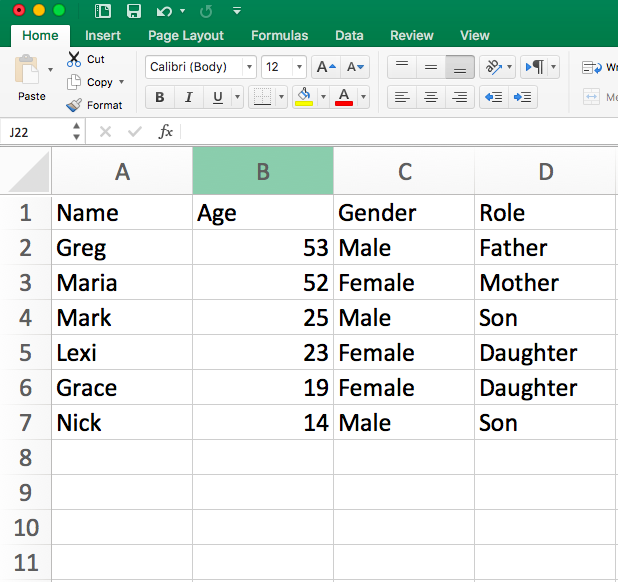 Home Insert Page Layout Formulas Data Review View
Cut
Calibri (Body) 12 A A
Copy
Paste
Format
B I U A
J22 fx
A B C D
1 Name Age Gender Role
2 Greg 53 Male Father
3 Maria 52 Female Mother
4 Mark 25 Male Son
5 Lexi 23 Female Daughter
6 Grace 19 Female Daughter
7 Nick 14 Male Son
8
9
10
11